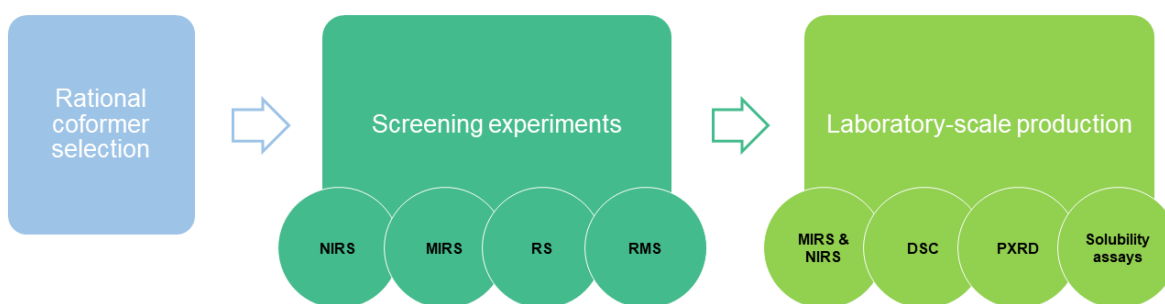 Rational
coformer
selection
Screening experiments
Laboratory-scale production
NIRS
MIRS
RS
RMS
MIRS &
NIRS
DSC
PXRD
Solubility
assays